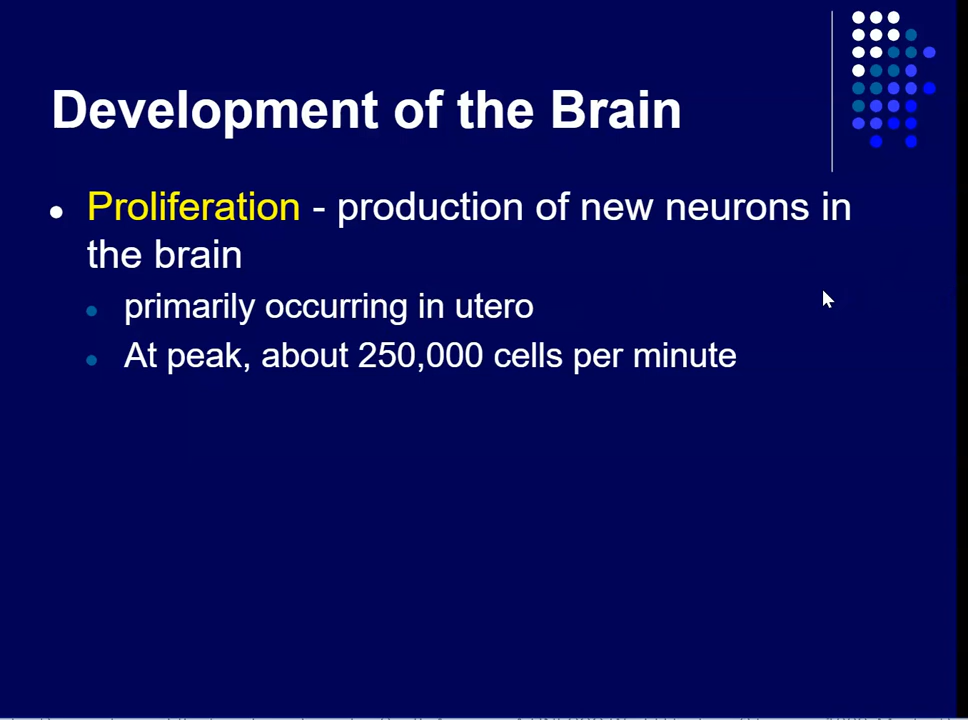 Development of the Brain
• Proliferation - production of new neurons in
the brain
• primarily occurring in utero
• At peak, about 250,000 cells per minute